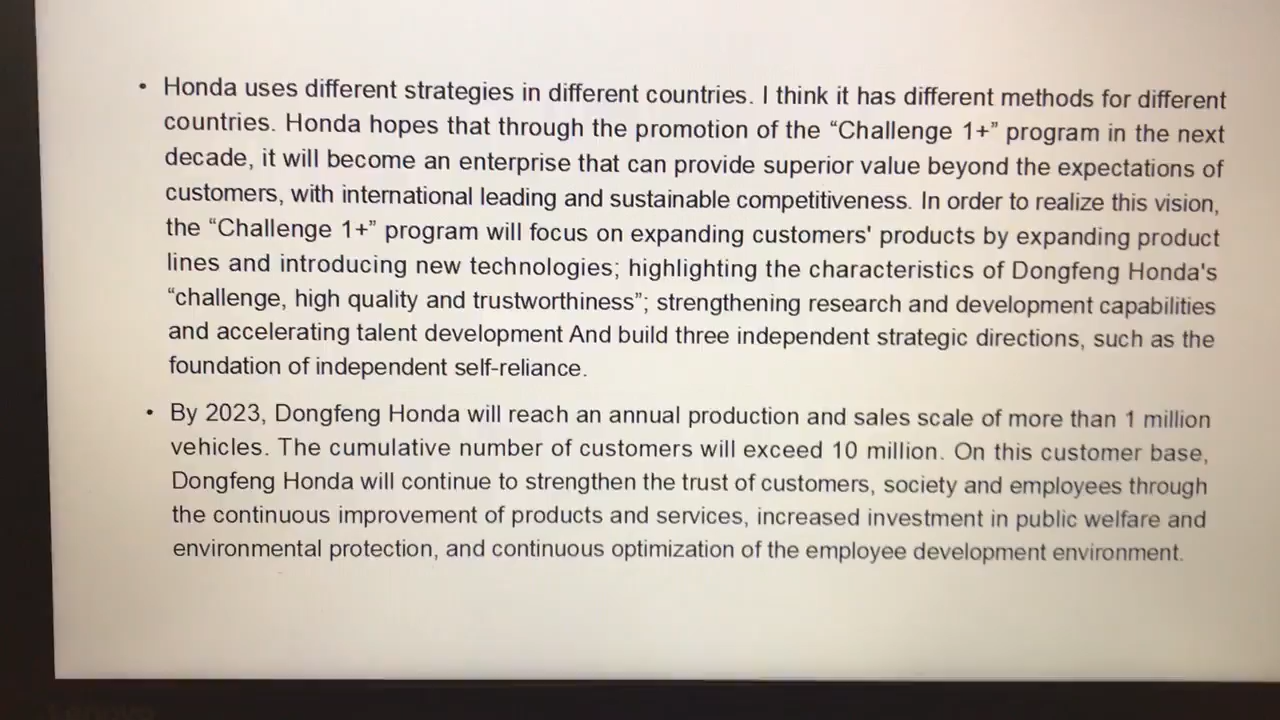 • Honda uses different strategies in different countries. I think it has different methods for different
countries. Honda hopes that through the promotion of the “Challenge 1+” program in the next
decade, it will become an enterprise that can provide superior value beyond the expectations of
customers, with international leading and sustainable competitiveness. In order to realize this vision,
the “Challenge 1+” program will focus on expanding customers' products by expanding product
lines and introducing new technologies; highlighting the characteristics of Dongfeng Honda's
“challenge, high quality and trustworthiness”; strengthening research and development capabilities
and accelerating talent development And build three independent strategic directions, such as the
foundation of independent self-reliance.
• By 2023, Dongfeng Honda will reach an annual production and sales scale of more than 1 million
vehicles. The cumulative number of customers will exceed 10 million. On this customer base,
Dongfeng Honda will continue to strengthen the trust of customers, society and employees through
the continuous improvement of products and services, increased investment in public welfare and
environmental protection, and continuous optimization of the employee development environment.